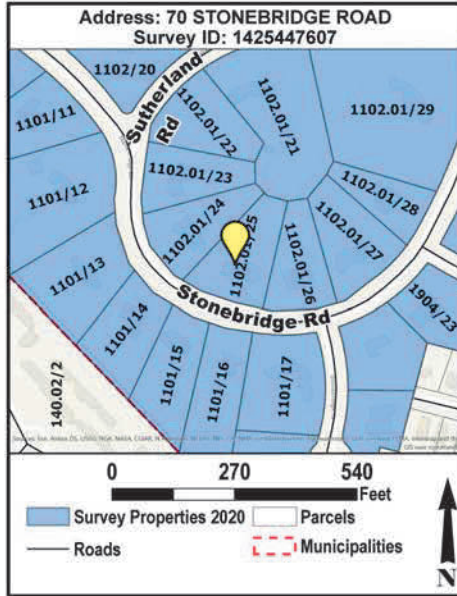 Address: 70 STONEBRIDGE ROAD
Survey ID: 1425447607
1102/20
1101/11
Sutherland
Rd
1102.01/22
1102.01/21
1102.01/29
1101/12
1102.01/23
1102.01/28
1102.01/24
1102.01/25
1102.01/26
1102.01/27
1101/13
Stonebridge Rd
1904/23
1101/14
1101/15
1101/16
1101/17
140.02/2
0 270 540
Feet
Survey Properties 2020
Parcels
Roads
Municipalities
N